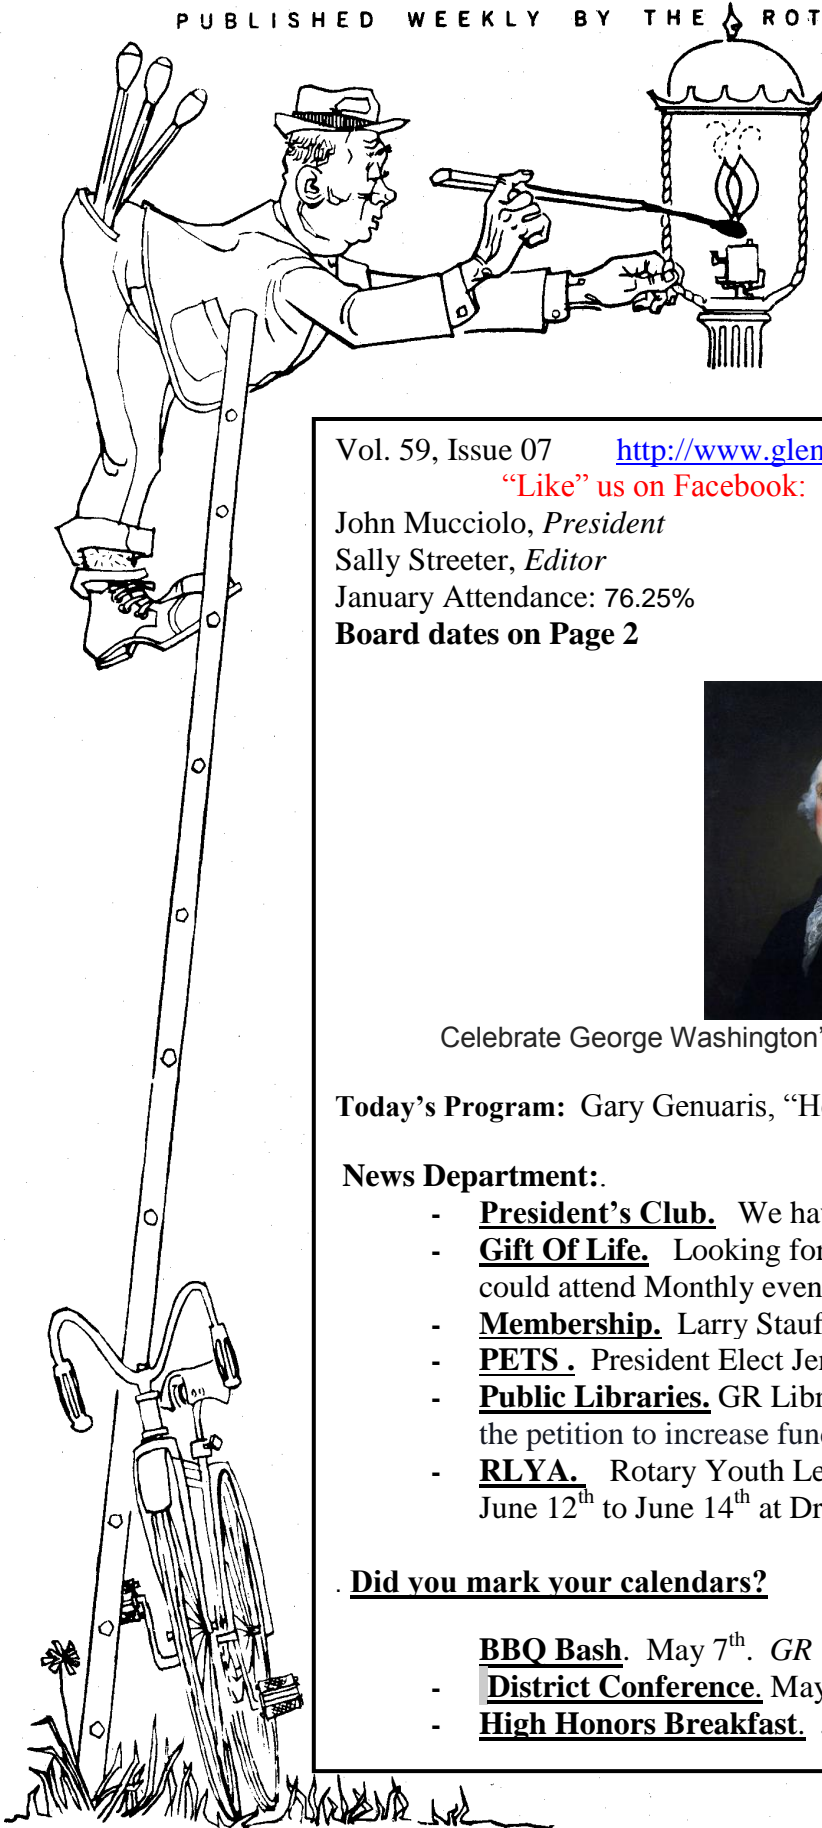 PUBLISHED WEEKLY BY THE ROT
Vol. 59, Issue 07 http://www.glen
“Like” us on Facebook:
John Mucciolo, President
Sally Streeter, Editor
January Attendance: 76.25%
Board dates on Page 2
Celebrate George Washington’
Today’s Program: Gary Genuaris, “H
News Department:.
- President’s Club. We ha
- Gift Of Life. Looking for
could attend Monthly even
- Membership. Larry Stauf
- PETS . President Elect Je
- Public Libraries. GR Libr
the petition to increase fun
- RLYA. Rotary Youth Le
June 12th to June 14th at Dr
. Did you mark your calendars?
BBQ Bash. May 7th. GR
- District Conference. May
- High Honors Breakfast.